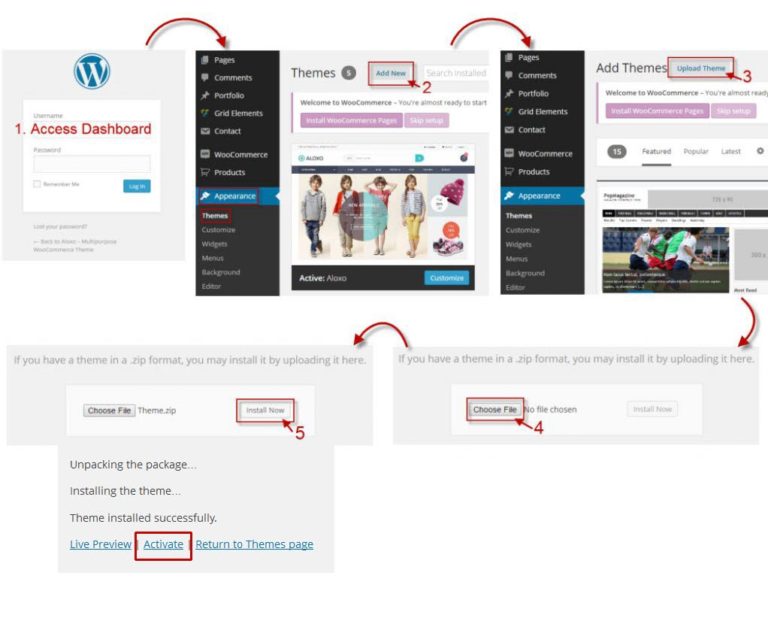 Username
1. Access Dashboard
Password
Remember Me
Log In
Lost your password?
← Back to Aloxo - Multipurpose
WooCommerce Theme
Pages
Comments
Portfolio
Grid Elements
Contact
WooCommerce
Products
Appearance
Themes
Customize
Widgets
Menus
Background
Editor
Themes 5 Add New Search Installed
2
Welcome to WooCommerce – You're almost ready to start
Install WooCommerce Pages Skip setup
ALOXO
NEW ARRIVALS
Active: Aloxo Customize
Pages
Comments
Portfolio
Grid Elements
Contact
WooCommerce
Products
Appearance
Themes
Customize
Widgets
Menus
Background
Editor
Add Themes Upload Theme
3
Welcome to WooCommerce – You're almost ready
Install WooCommerce Pages Skip setup
15 Featured Popular Latest
Popmagazine
If you have a theme in a .zip format, you may install it by uploading it here.
Choose File No file chosen Install Now
4
If you have a theme in a .zip format, you may install it by uploading it here.
Choose File Theme.zip Install Now
5
Unpacking the package…
Installing the theme…
Theme installed successfully.
Live Preview | Activate | Return to Themes page